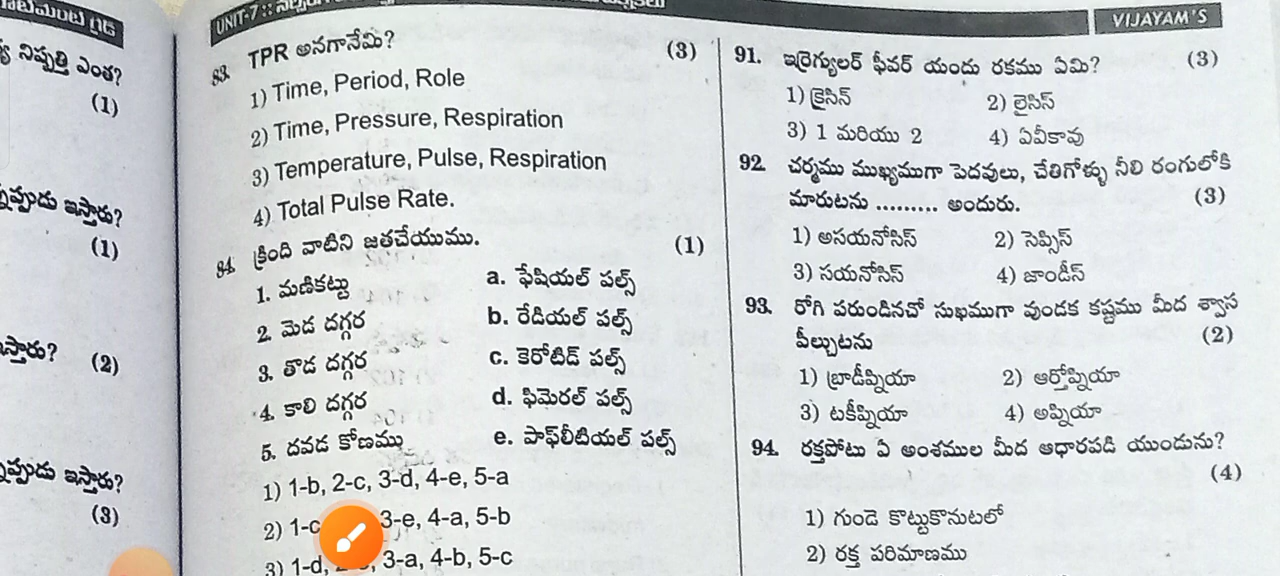 UNIT-7 ::
VIJAYAM'S
ఎంత?
(1)
ఇస్తారు?
(1)
(2)
ఇస్తారు?
(3)
83. TPR అనగానేమి? (3)
1) Time, Period, Role
2) Time, Pressure, Respiration
3) Temperature, Pulse, Respiration
4) Total Pulse Rate.
84. క్రింది వాటిని జతచేయుము. (1)
1. మణికట్టు a. ఫేషియల్ పల్స్
2. మెడ దగ్గర b. రేడియల్ పల్స్
3. తొడ దగ్గర c. కెరోటిడ్ పల్స్
4. కాలి దగ్గర d. ఫిమెరల్ పల్స్
5. దవడ కోణము e. పాప్‌లీటియల్ పల్స్
1) 1-b, 2-c, 3-d, 4-e, 5-a
2) 1-c 3-e, 4-a, 5-b
3) 1-d, 3-a, 4-b, 5-c
91. ఇర్రెగ్యులర్ ఫీవర్ యందు రకము ఏమి? (3)
1) క్రైసిస్ 2) లైసిస్
3) 1 మరియు 2 4) ఏవీకావు
92. చర్మము ముఖ్యముగా పెదవులు, చేతిగోళ్ళు నీలి రంగులోకి
మారుటను ......... అందురు. (3)
1) అసయనోసిస్ 2) సెప్సిస్
3) సయనోసిస్ 4) జాండీస్
93. రోగి పరుండినచో సుఖముగా వుండక కష్టము మీద శ్వాస
పీల్చుటను (2)
1) బ్రాడీప్నియా 2) ఆర్తోప్నియా
3) టకీప్నియా 4) అప్నియా
94. రక్తపోటు ఏ అంశముల మీద ఆధారపడి యుండును?
(4)
1) గుండె కొట్టుకొనుటలో
2) రక్త పరిమాణము